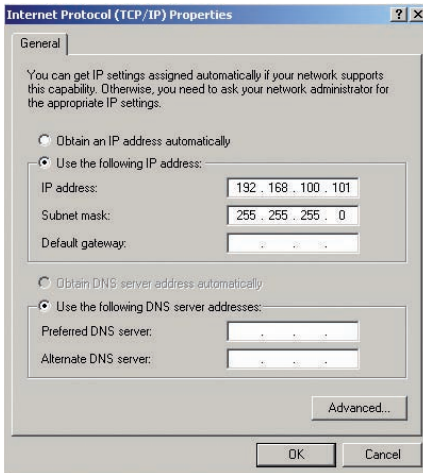 Internet Protocol (TCP/IP) Properties
General
You can get IP settings assigned automatically if your network supports
this capability. Otherwise, you need to ask your network administrator for
the appropriate IP settings.
Obtain an IP address automatically
Use the following IP address:
IP address: 192 . 168 . 100 . 101
Subnet mask: 255 . 255 . 255 . 0
Default gateway: . . .
Obtain DNS server address automatically
Use the following DNS server addresses:
Preferred DNS server: . . .
Alternate DNS server: . . .
Advanced...
OK Cancel